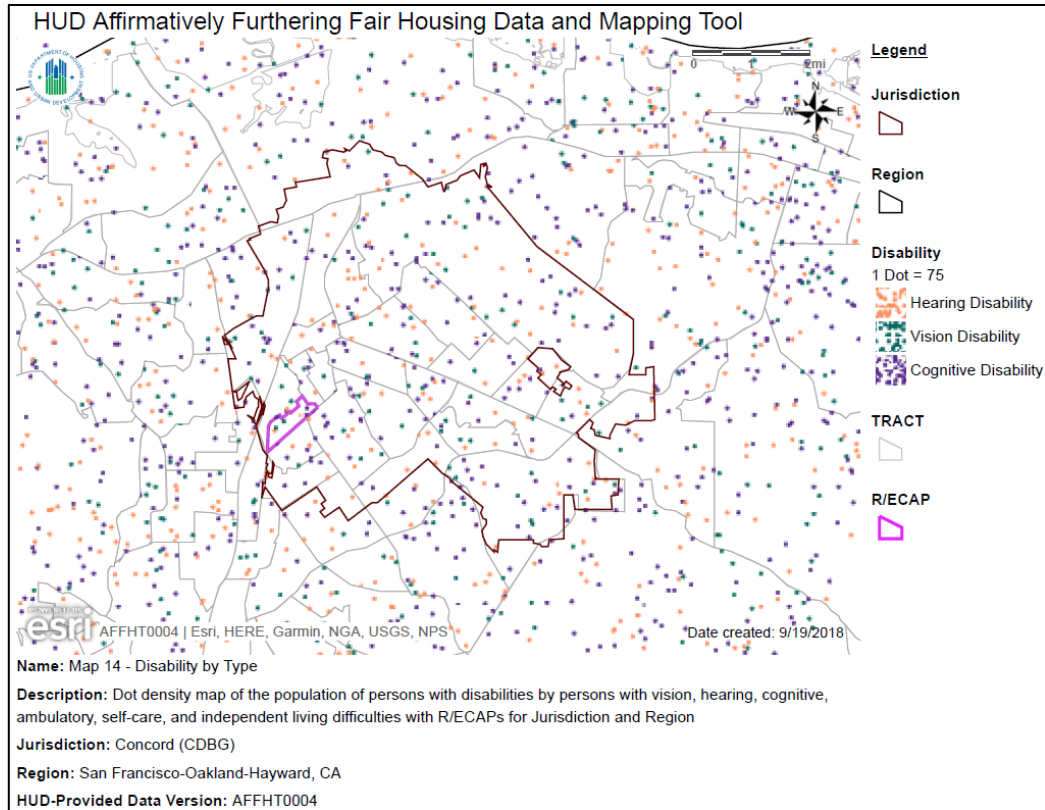 HUD Affirmatively Furthering Fair Housing Data and Mapping Tool
0 1 2mi
N
W E
S
Legend
Jurisdiction
Region
Disability
1 Dot = 75
Hearing Disability
Vision Disability
Cognitive Disability
TRACT
R/ECAP
esri
AFFHT0004 | Esri, HERE, Garmin, NGA, USGS, NPS
Date created: 9/19/2018
Name: Map 14 - Disability by Type
Description: Dot density map of the population of persons with disabilities by persons with vision, hearing, cognitive,
ambulatory, self-care, and independent living difficulties with R/ECAPs for Jurisdiction and Region
Jurisdiction: Concord (CDBG)
Region: San Francisco-Oakland-Hayward, CA
HUD-Provided Data Version: AFFHT0004